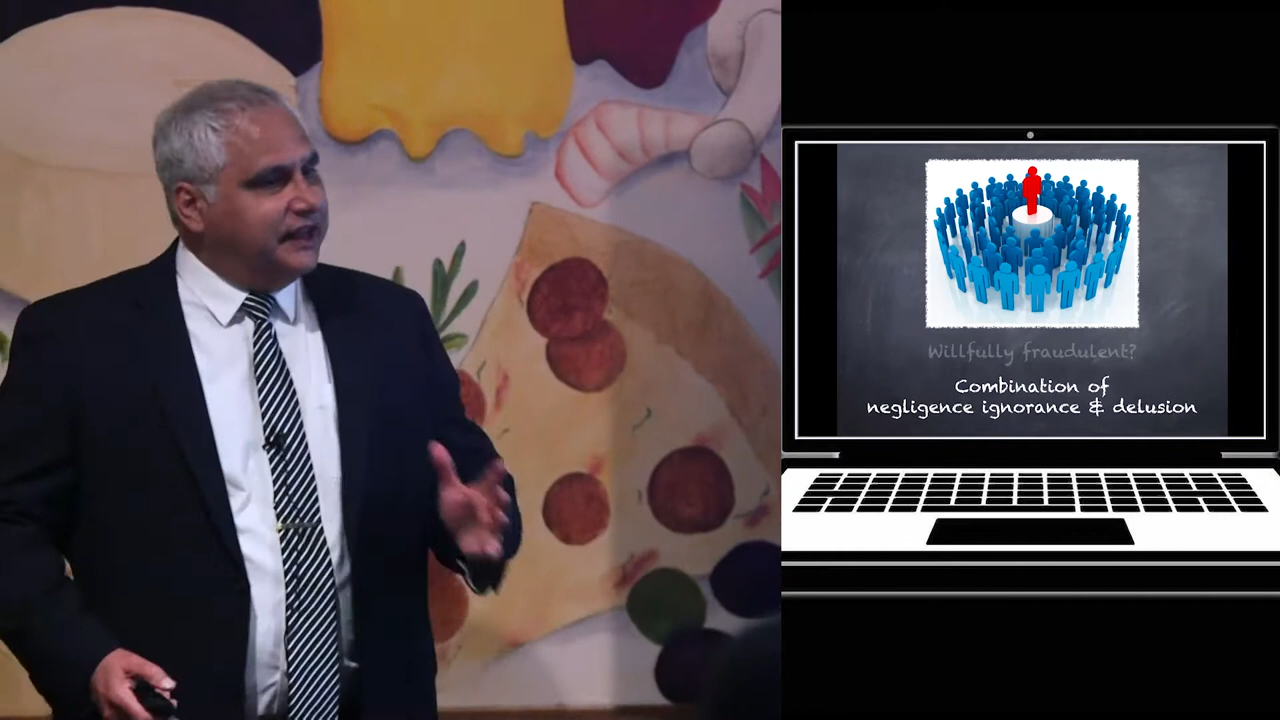 Willfully fraudulent?
Combination of
negligence ignorance & delusion